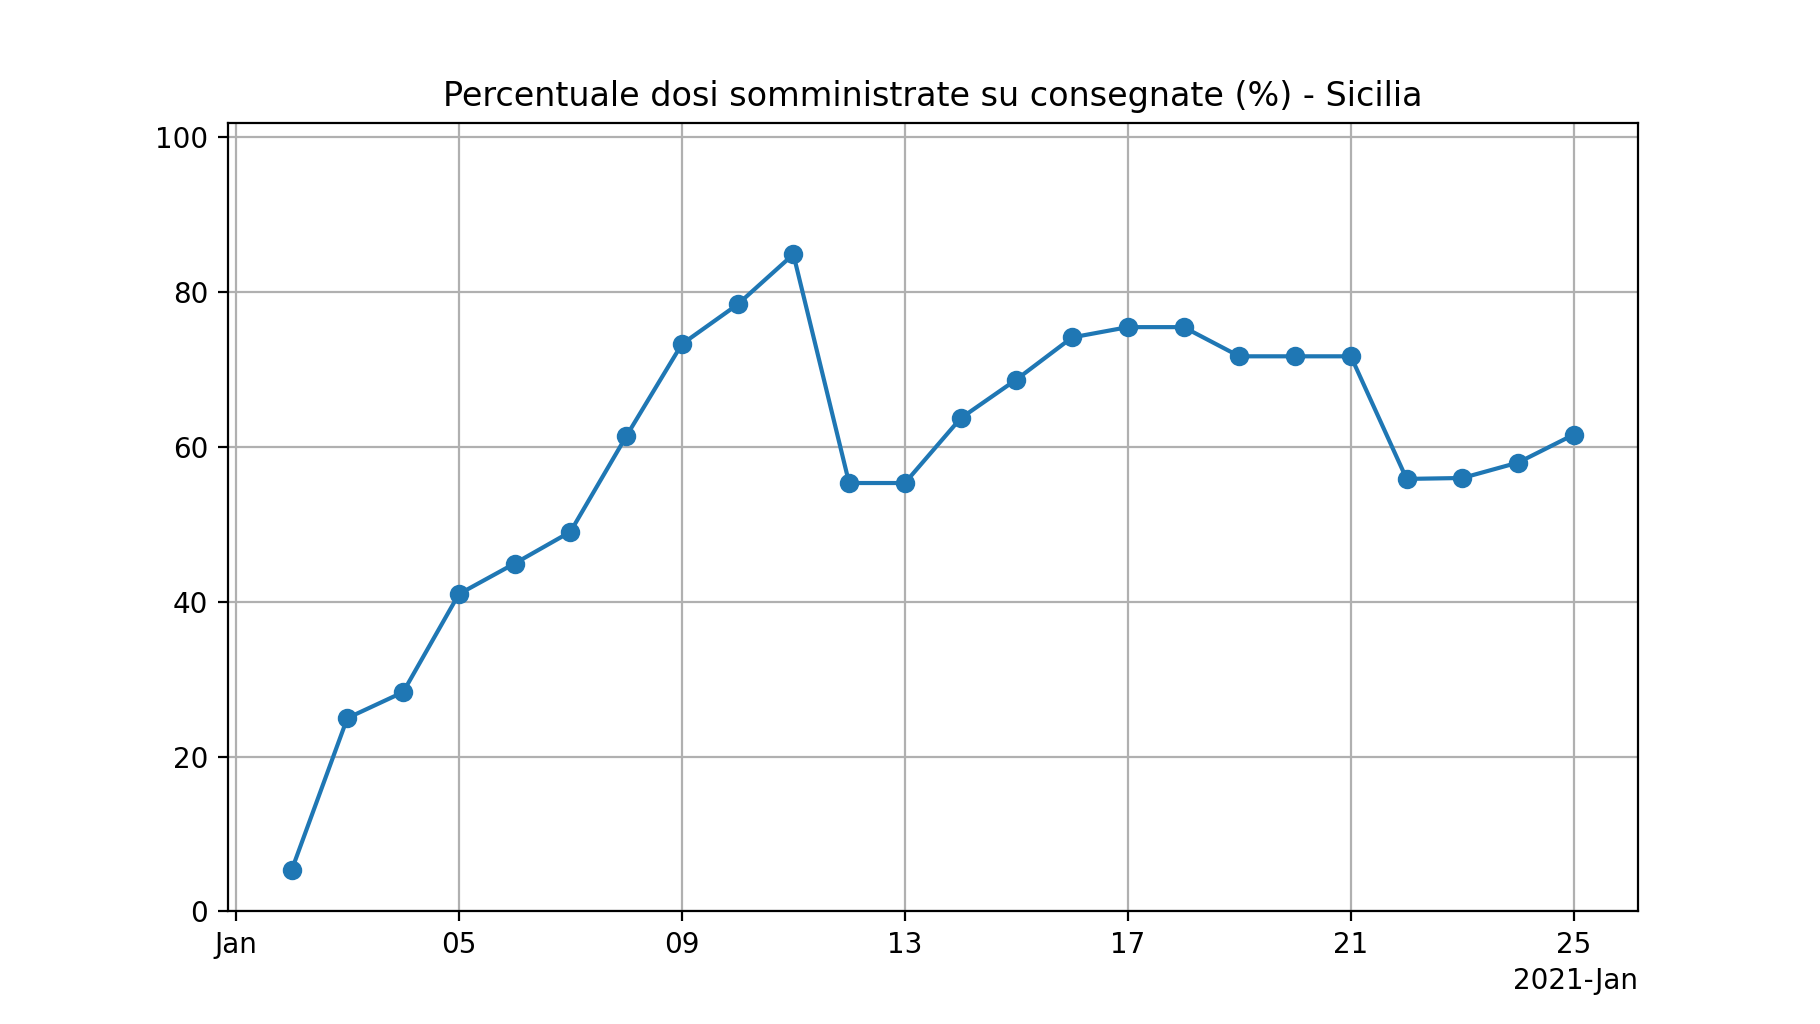 Percentuale dosi somministrate su consegnate (%) - Sicilia
100
80
60
40
20
0
Jan 05 09 13 17 21 25
2021-Jan